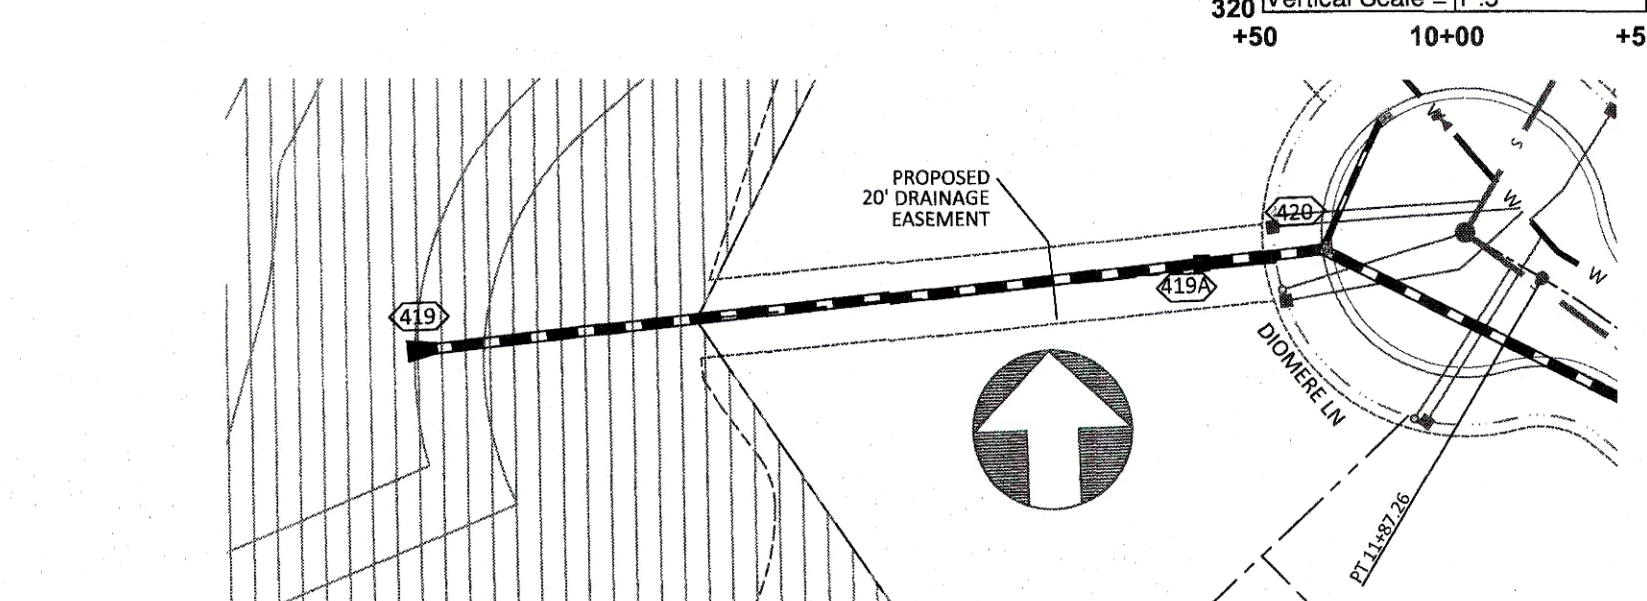 320 Vertical Scale =
+50 10+00 +5
W
S
PROPOSED
20' DRAINAGE
EASEMENT
W
420
W
419A
419
DIOMERE LN
PT 11+87.26